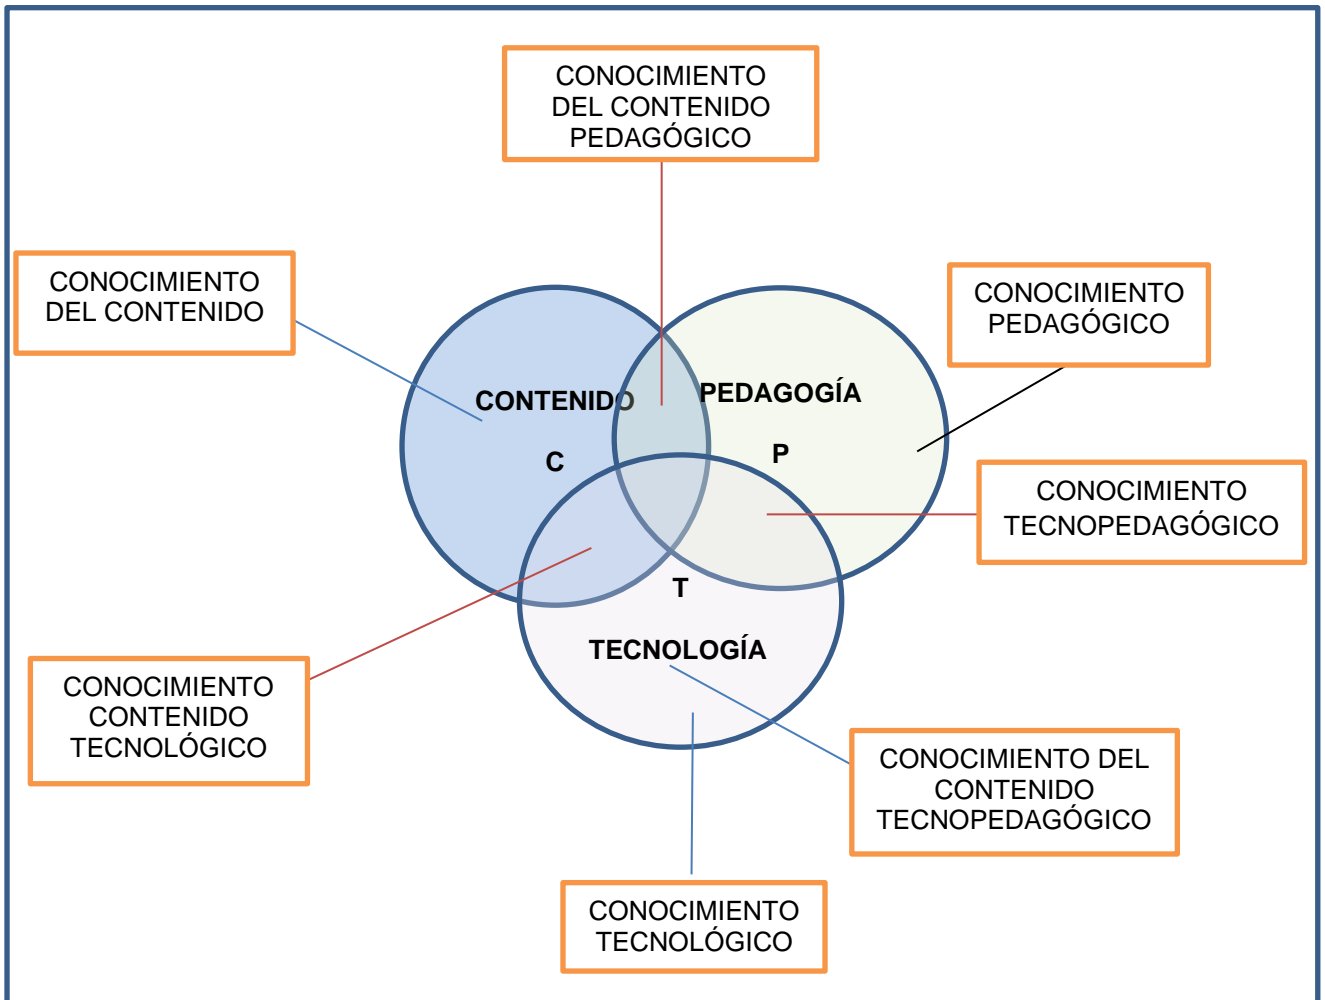 CONOCIMIENTO
DEL CONTENIDO
PEDAGÓGICO
CONOCIMIENTO
DEL CONTENIDO
CONOCIMIENTO
PEDAGÓGICO
CONTENIDO
C
PEDAGOGÍA
P
CONOCIMIENTO
TECNOPEDAGÓGICO
T
TECNOLOGÍA
CONOCIMIENTO
CONTENIDO
TECNOLÓGICO
CONOCIMIENTO DEL
CONTENIDO
TECNOPEDAGÓGICO
CONOCIMIENTO
TECNOLÓGICO